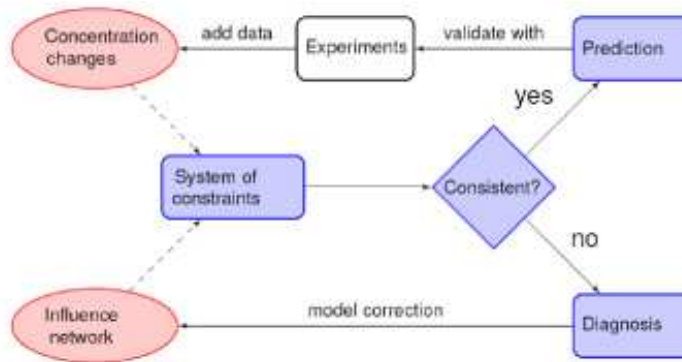 Concentration
changes
add data
Experiments
validate with
Prediction
yes
System of
constraints
Consistent?
no
Influence
network
model correction
Diagnosis